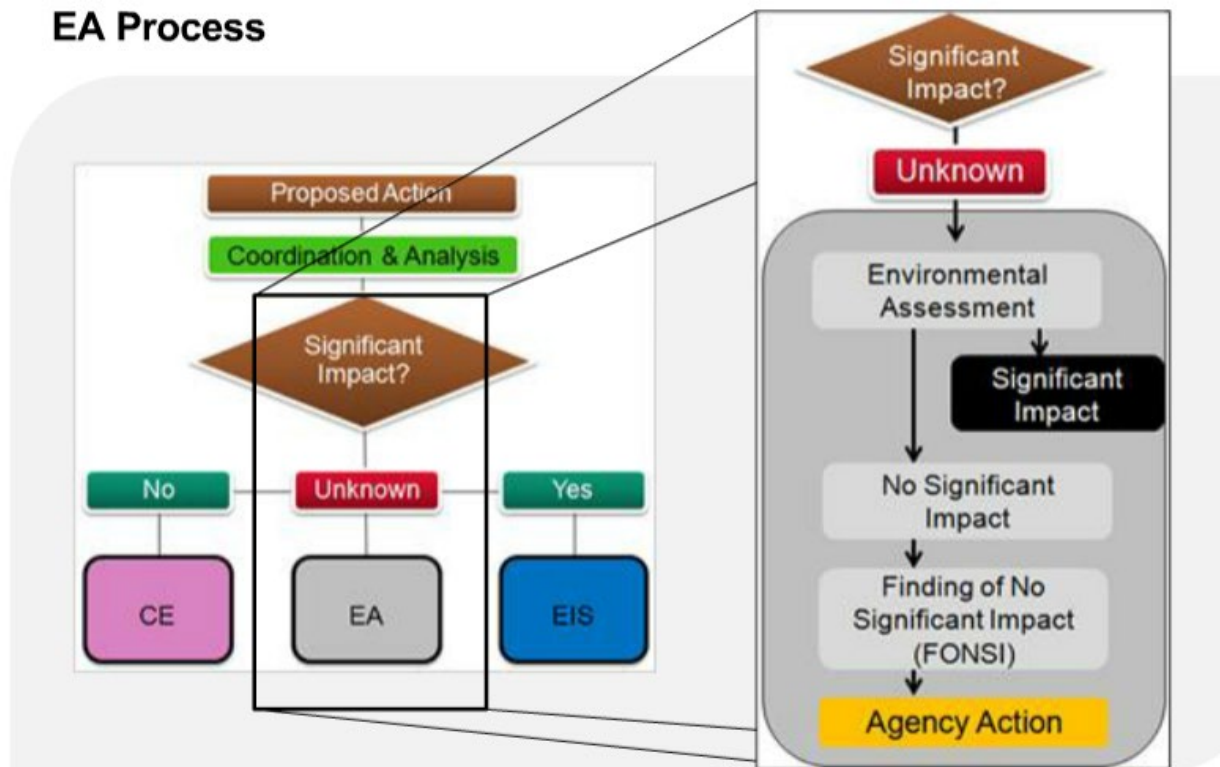 EA Process
Proposed Action
Coordination & Analysis
Significant
Impact?
No
Unknown
Yes
CE
EA
EIS
Significant
Impact?
Unknown
Environmental
Assessment
Significant
Impact
No Significant
Impact
Finding of No
Significant Impact
(FONSI)
Agency Action